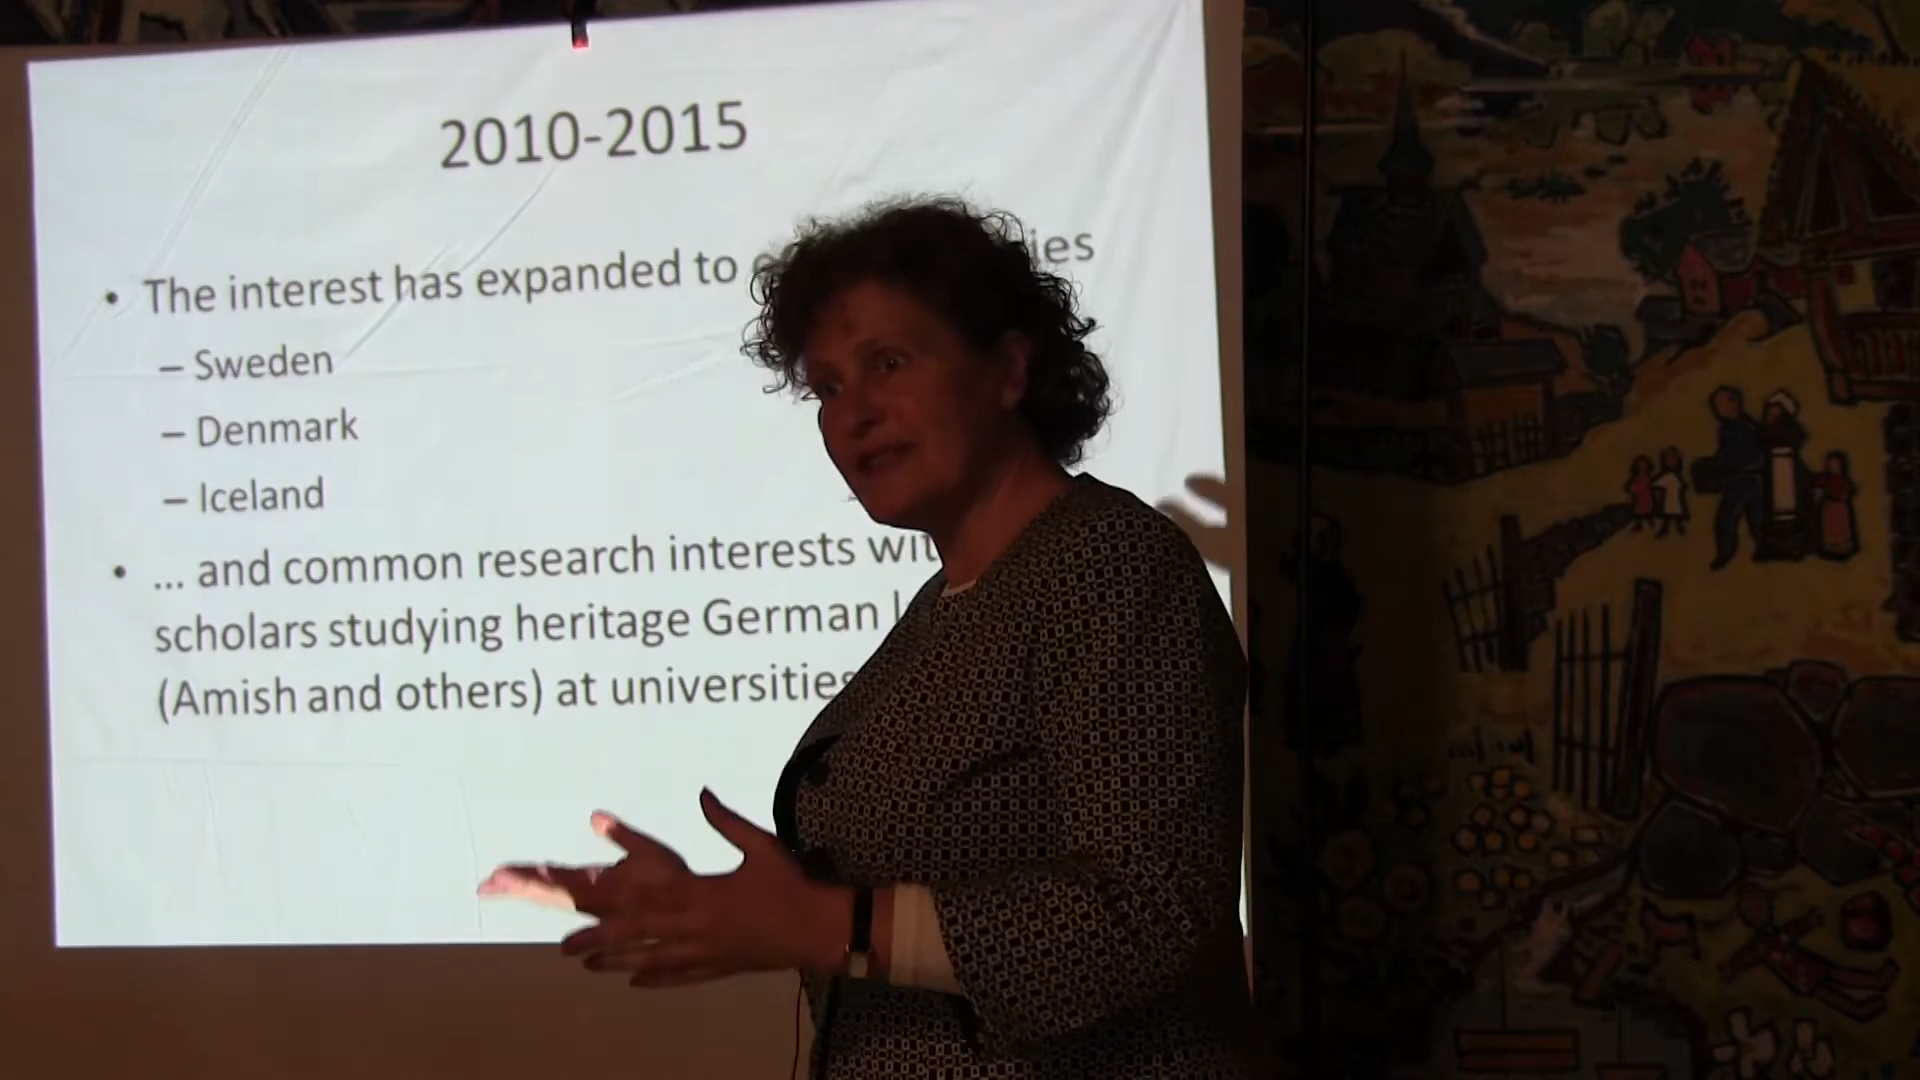 2010-2015
• The interest has expanded to
– Sweden
– Denmark
– Iceland
• ... and common research interests
scholars studying heritage German
(Amish and others) at universities